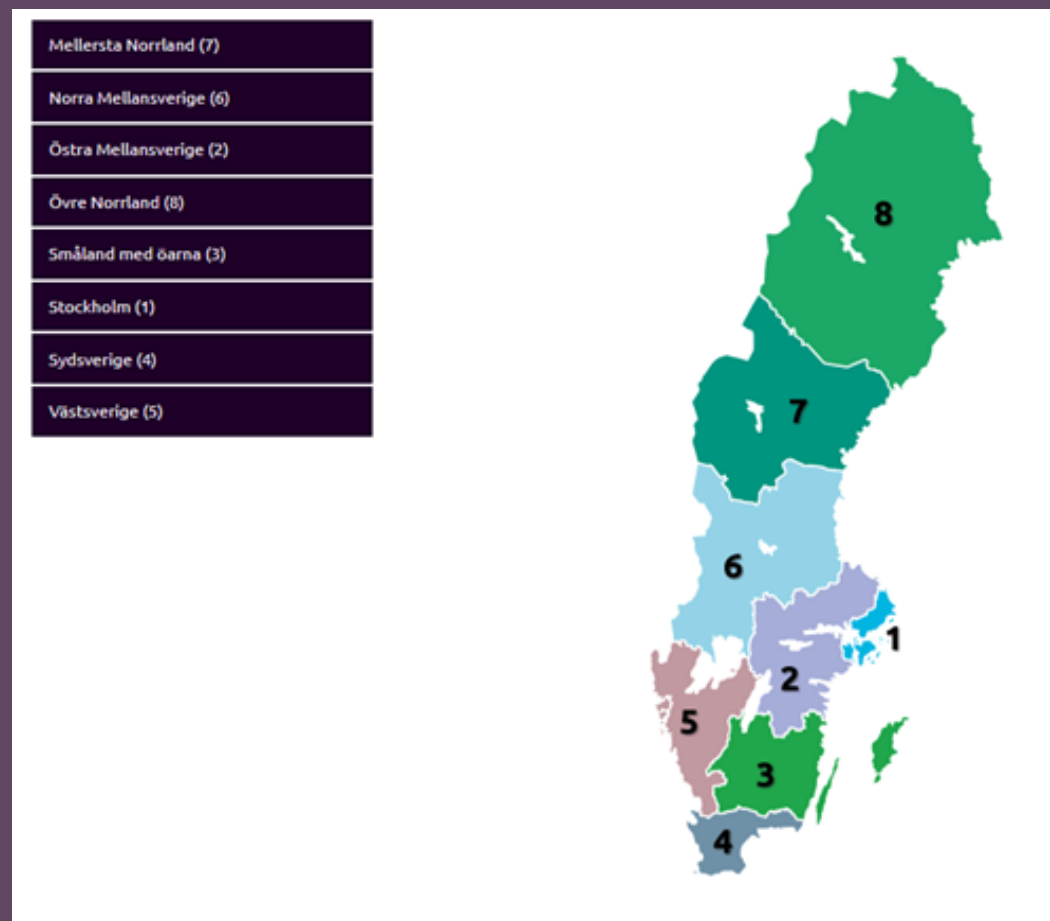 Mellersta Norrland (7)
Norra Mellansverige (6)
Östra Mellansverige (2)
Övre Norrland (8)
Småland med öarna (3)
Stockholm (1)
Sydsverige (4)
Västsverige (5)
8
7
6
1
2
5
3
4